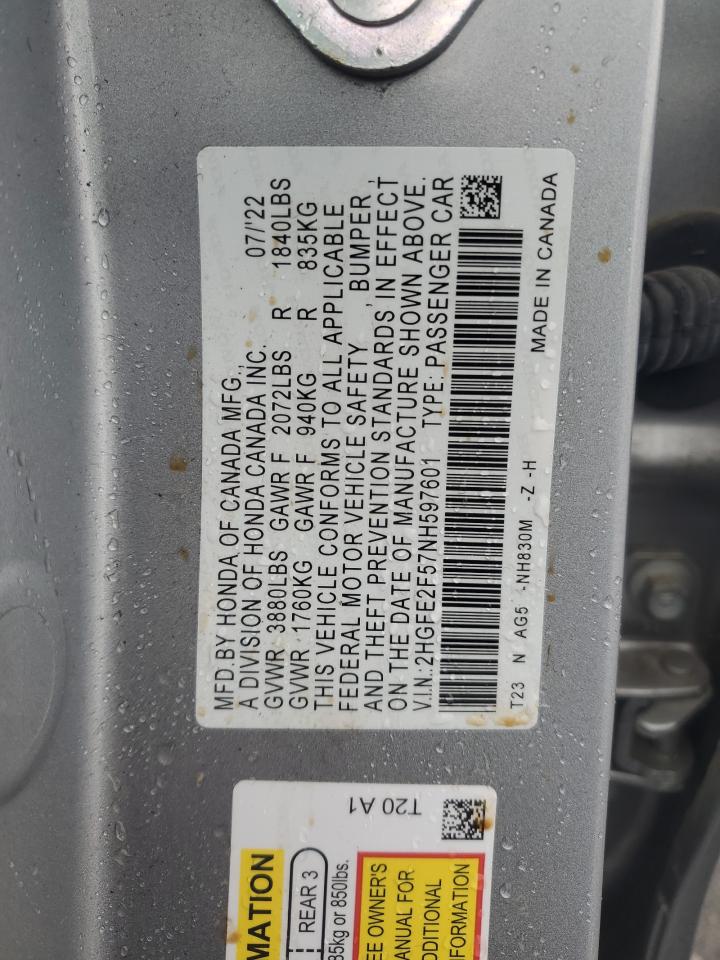 MFD.BY HONDA OF CANADA MFG.,
A DIVISION OF HONDA CANADA INC. 07/'22
GVWR 3880LBS GAWR F 2072LBS R 1840LBS
GVWR 1760KG GAWR F 940KG R 835KG
THIS VEHICLE CONFORMS TO ALL APPLICABLE
FEDERAL MOTOR VEHICLE SAFETY , BUMPER ,
AND THEFT PREVENTION STANDARDS IN EFFECT
ON THE DATE OF MANUFACTURE SHOWN ABOVE.
V.I.N.:2HGFE2F57NH597601 TYPE: PASSENGER CAR
T23 N AG5 -NH830M -Z -H MADE IN CANADA
T20 A1
MATION
REAR 3
85kg or 850lbs.
EE OWNER'S
ANUAL FOR
DDITIONAL
FORMATION